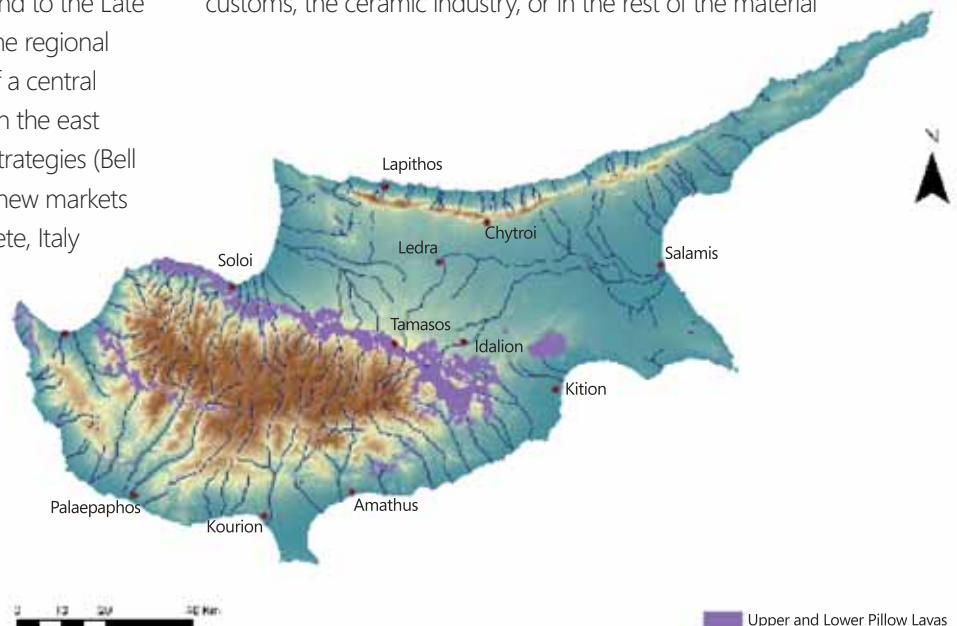 nd to the Late
ne regional
f a central
n the east
trategies (Bell
new markets
ete, Italy
customs, the ceramic industry, or in the rest of the material
Lapithos
Chytroi
Ledra
Salamis
Soloi
Tamasos
Idalion
Kition
Palaepaphos
Amathus
Kourion
Upper and Lower Pillow Lavas